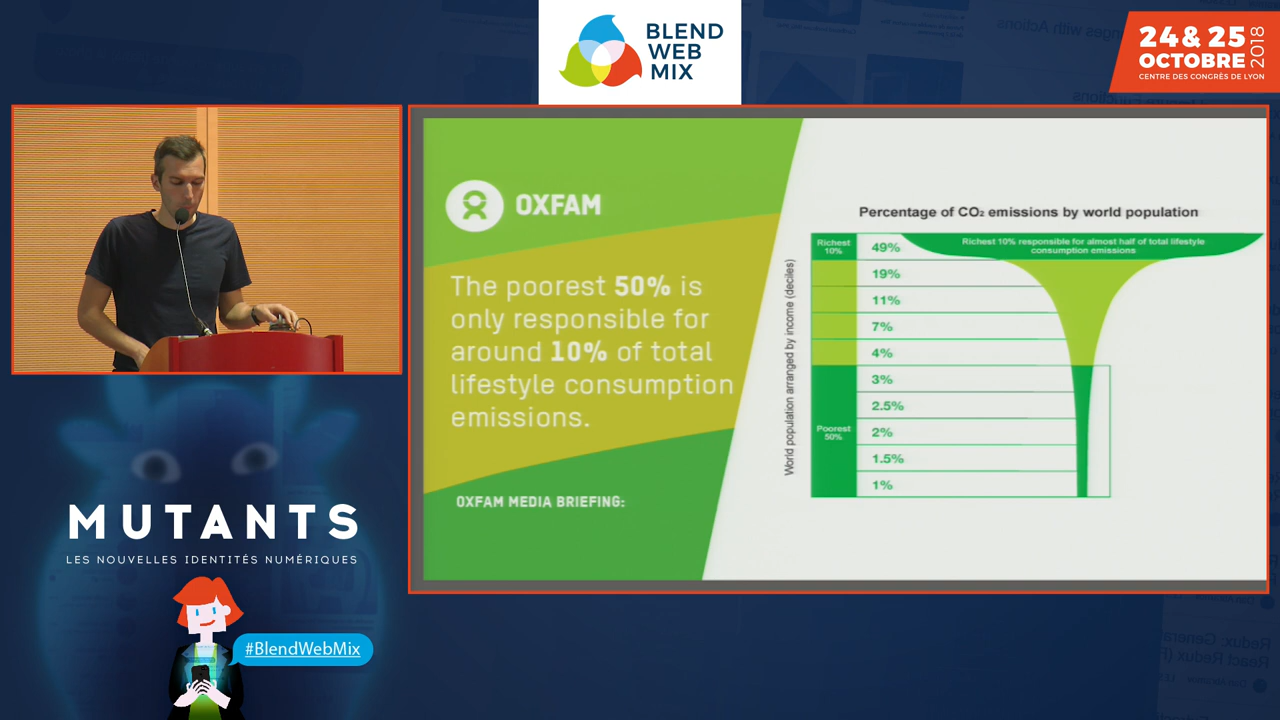 BLEND
WEB
MIX
24 & 25
OCTOBRE
2018
CENTRE DES CONGRÈS DE LYON
OXFAM
The poorest 50% is
only responsible for
around 10% of total
lifestyle consumption
emissions.
OXFAM MEDIA BRIEFING:
Percentage of CO₂ emissions by world population
World population arranged by income (deciles)
Richest
10%
49%
Richest 10% responsible for almost half of total lifestyle
consumption emissions
19%
11%
7%
4%
3%
2.5%
Poorest
50%
2%
1.5%
1%
MUTANTS
LES NOUVELLES IDENTITÉS NUMÉRIQUES
#BlendWebMix